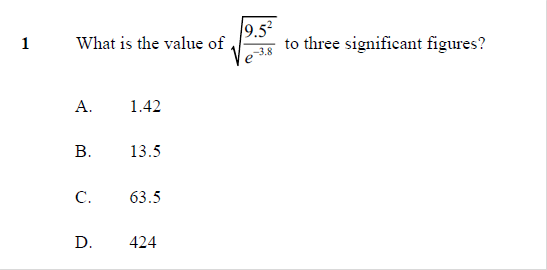 1 What is the value of √(9.5²/e⁻³·⁸) to three significant figures?
A. 1.42
B. 13.5
C. 63.5
D. 424